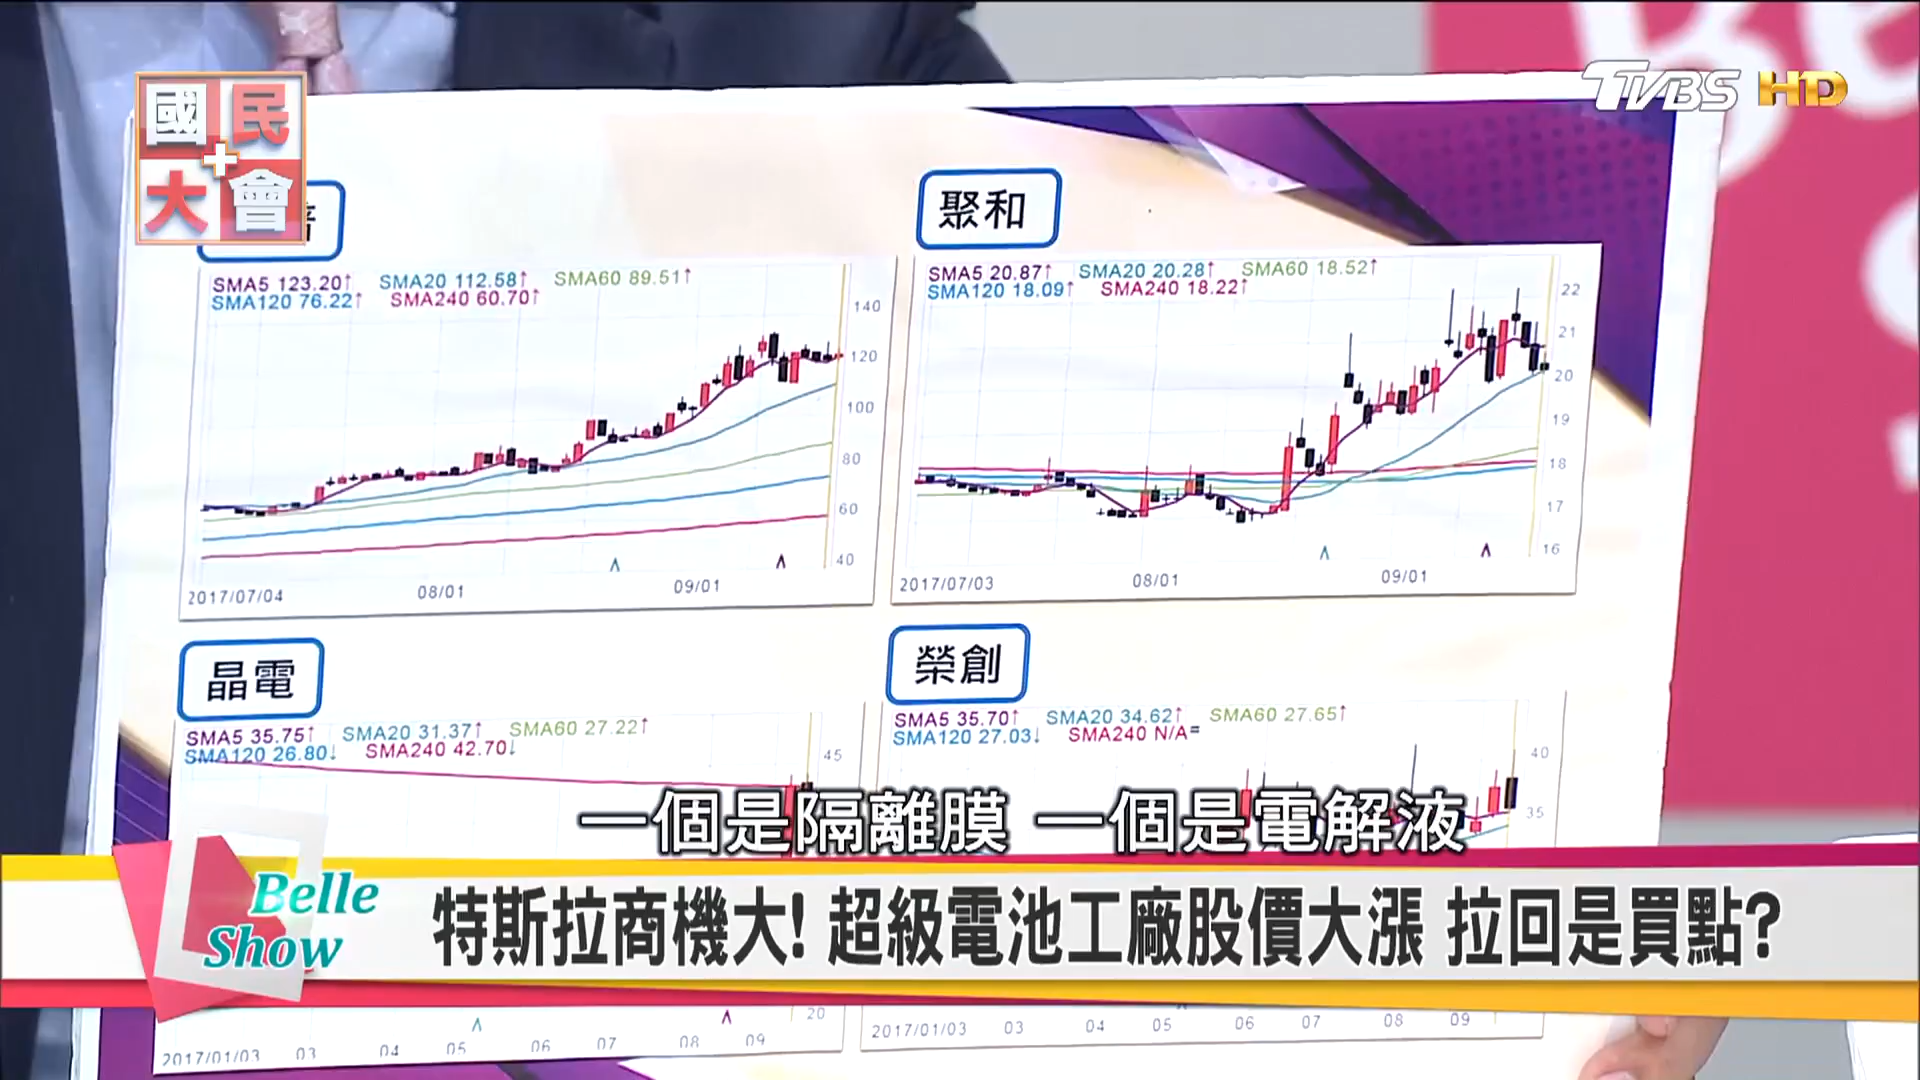 國民
大會
TVBS HD
聚和
SMA5 123.20↑ SMA20 112.58↑ SMA60 89.51↑
SMA120 76.22↑ SMA240 60.70↑
140
120
100
80
60
40
2017/07/04 08/01 09/01
SMA5 20.87↑ SMA20 20.28↑ SMA60 18.52↑
SMA120 18.09↑ SMA240 18.22↑
22
21
20
19
18
17
16
2017/07/03 08/01 09/01
晶電
SMA5 35.75↑ SMA20 31.37↑ SMA60 27.22↑
SMA120 26.80↓ SMA240 42.70↓
45
20
2017/01/03 03 04 05 06 07 08 09
榮創
SMA5 35.70↑ SMA20 34.62↑ SMA60 27.65↑
SMA120 27.03↓ SMA240 N/A=
40
35
2017/01/03 03 04 05 06 07 08 09
一個是隔離膜 一個是電解液
Belle
Show
特斯拉商機大! 超級電池工廠股價大漲 拉回是買點?